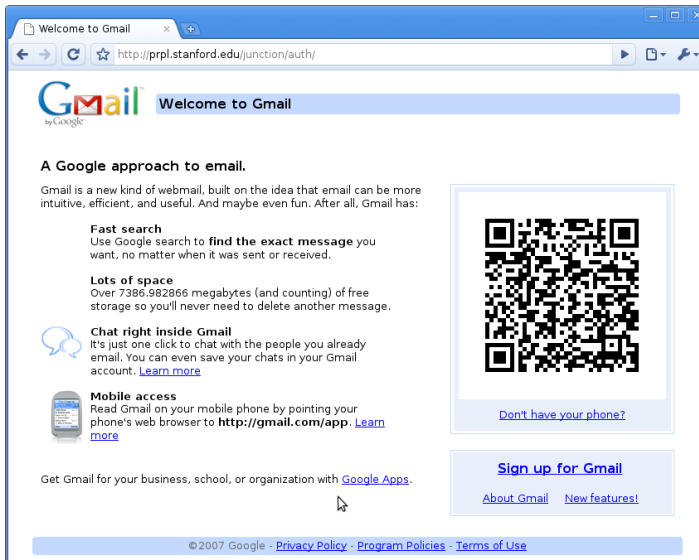 Welcome to Gmail
http://prpl.stanford.edu/junction/auth/
Gmail
by Google
TM
Welcome to Gmail
A Google approach to email.
Gmail is a new kind of webmail, built on the idea that email can be more
intuitive, efficient, and useful. And maybe even fun. After all, Gmail has:
Fast search
Use Google search to find the exact message you
want, no matter when it was sent or received.
Lots of space
Over 7386.982866 megabytes (and counting) of free
storage so you'll never need to delete another message.
Chat right inside Gmail
It's just one click to chat with the people you already
email. You can even save your chats in your Gmail
account. Learn more
Mobile access
Read Gmail on your mobile phone by pointing your
phone's web browser to http://gmail.com/app. Learn
more
Get Gmail for your business, school, or organization with Google Apps.
Don't have your phone?
Sign up for Gmail
About Gmail New features!
©2007 Google - Privacy Policy - Program Policies - Terms of Use